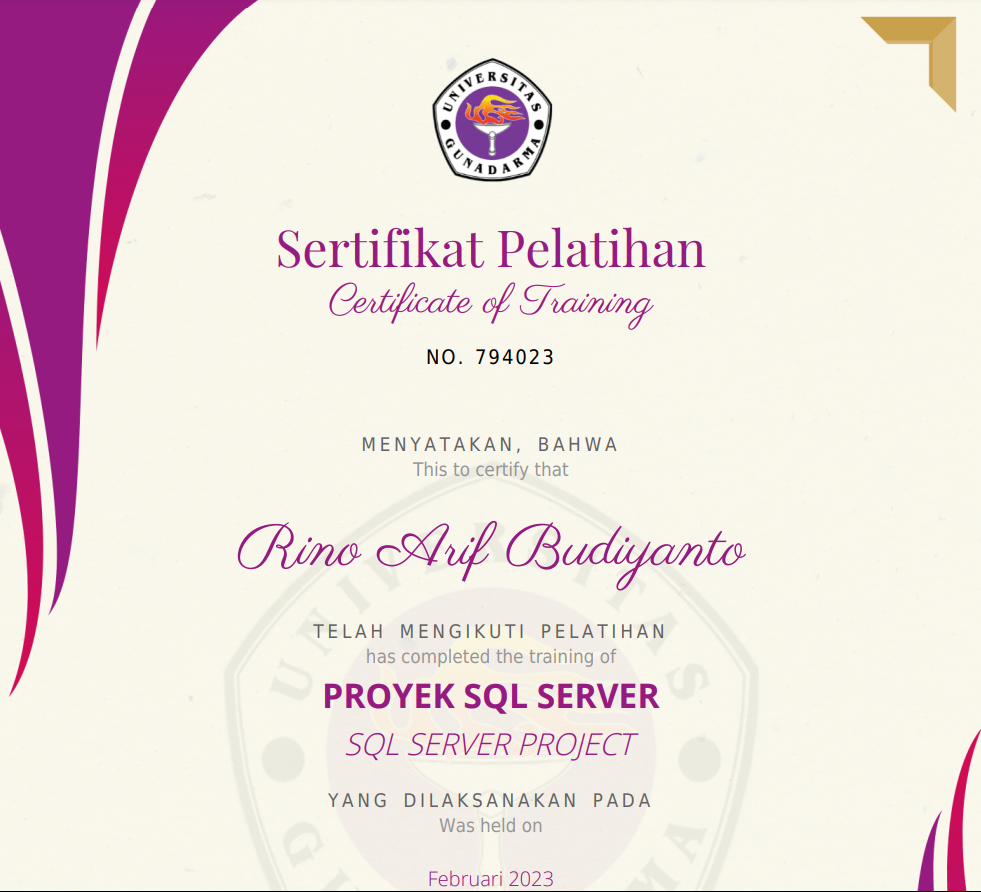 UNIVERSITAS
GUNADARMA
Sertifikat Pelatihan
Certificate of Training
NO. 794023
MENYATAKAN, BAHWA
This to certify that
Rino Arif Budiyanto
TELAH MENGIKUTI PELATIHAN
has completed the training of
PROYEK SQL SERVER
SQL SERVER PROJECT
YANG DILAKSANAKAN PADA
Was held on
Februari 2023
UNIVERSITAS